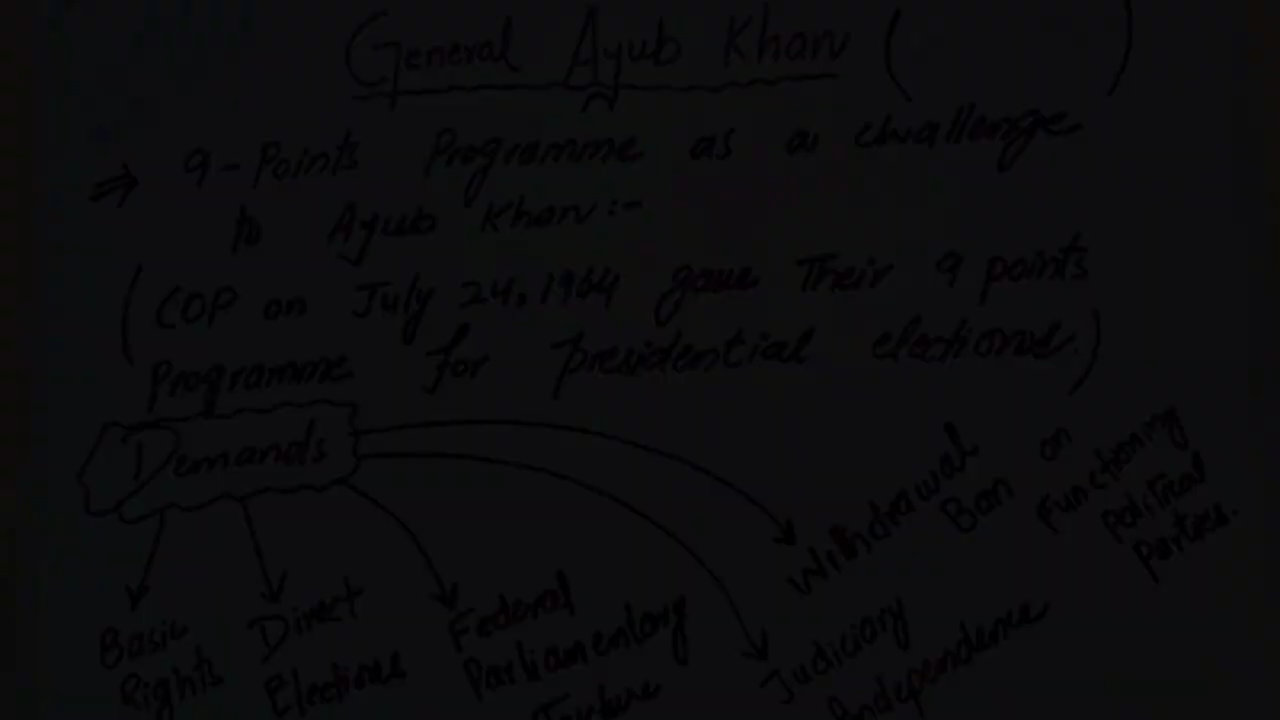 General Ayub Khan ( )
⇒ 9-Points Programme as a challenge
to Ayub Khan:-
(COP on July 24, 1964 gave Their 9 points
Programme for presidential elections.)
Demands
Basic
Rights
Direct
Elections
Federal
Parliamentary
Judiciary
Independence
Withdrawal
Ban on
Functioning
Political
Parties.